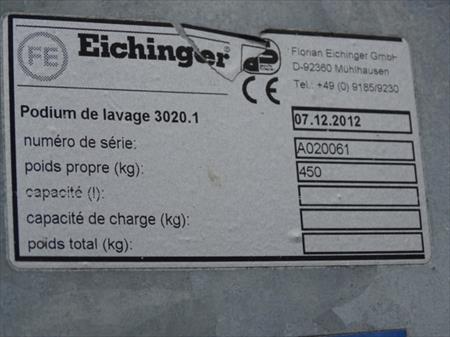 FE Eichinger®
Florian Eichinger GmbH
D-92360 Mühlhausen
Tel.: +49 (0) 9185/9230
CE
Podium de lavage 3020.1 07.12.2012
numéro de série: A020061
poids propre (kg): 450
capacité (l):
capacité de charge (kg):
poids total (kg):